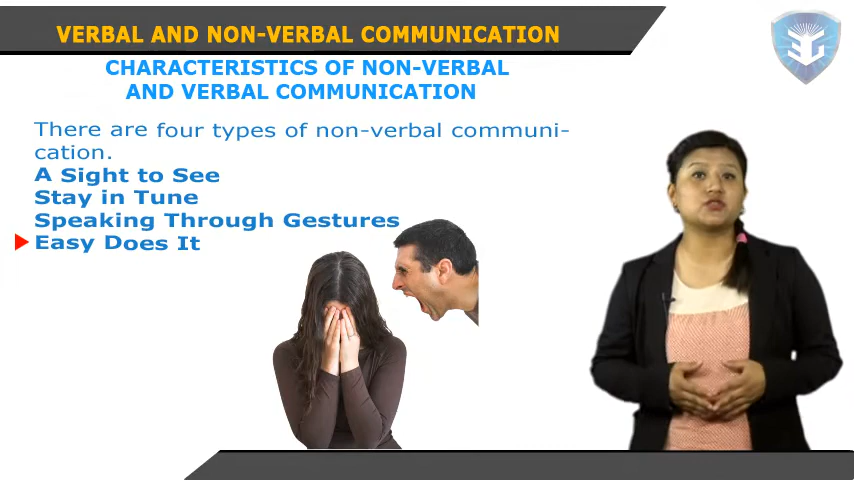 VERBAL AND NON-VERBAL COMMUNICATION
CHARACTERISTICS OF NON-VERBAL
AND VERBAL COMMUNICATION
There are four types of non-verbal communi-
cation.
A Sight to See
Stay in Tune
Speaking Through Gestures
Easy Does It